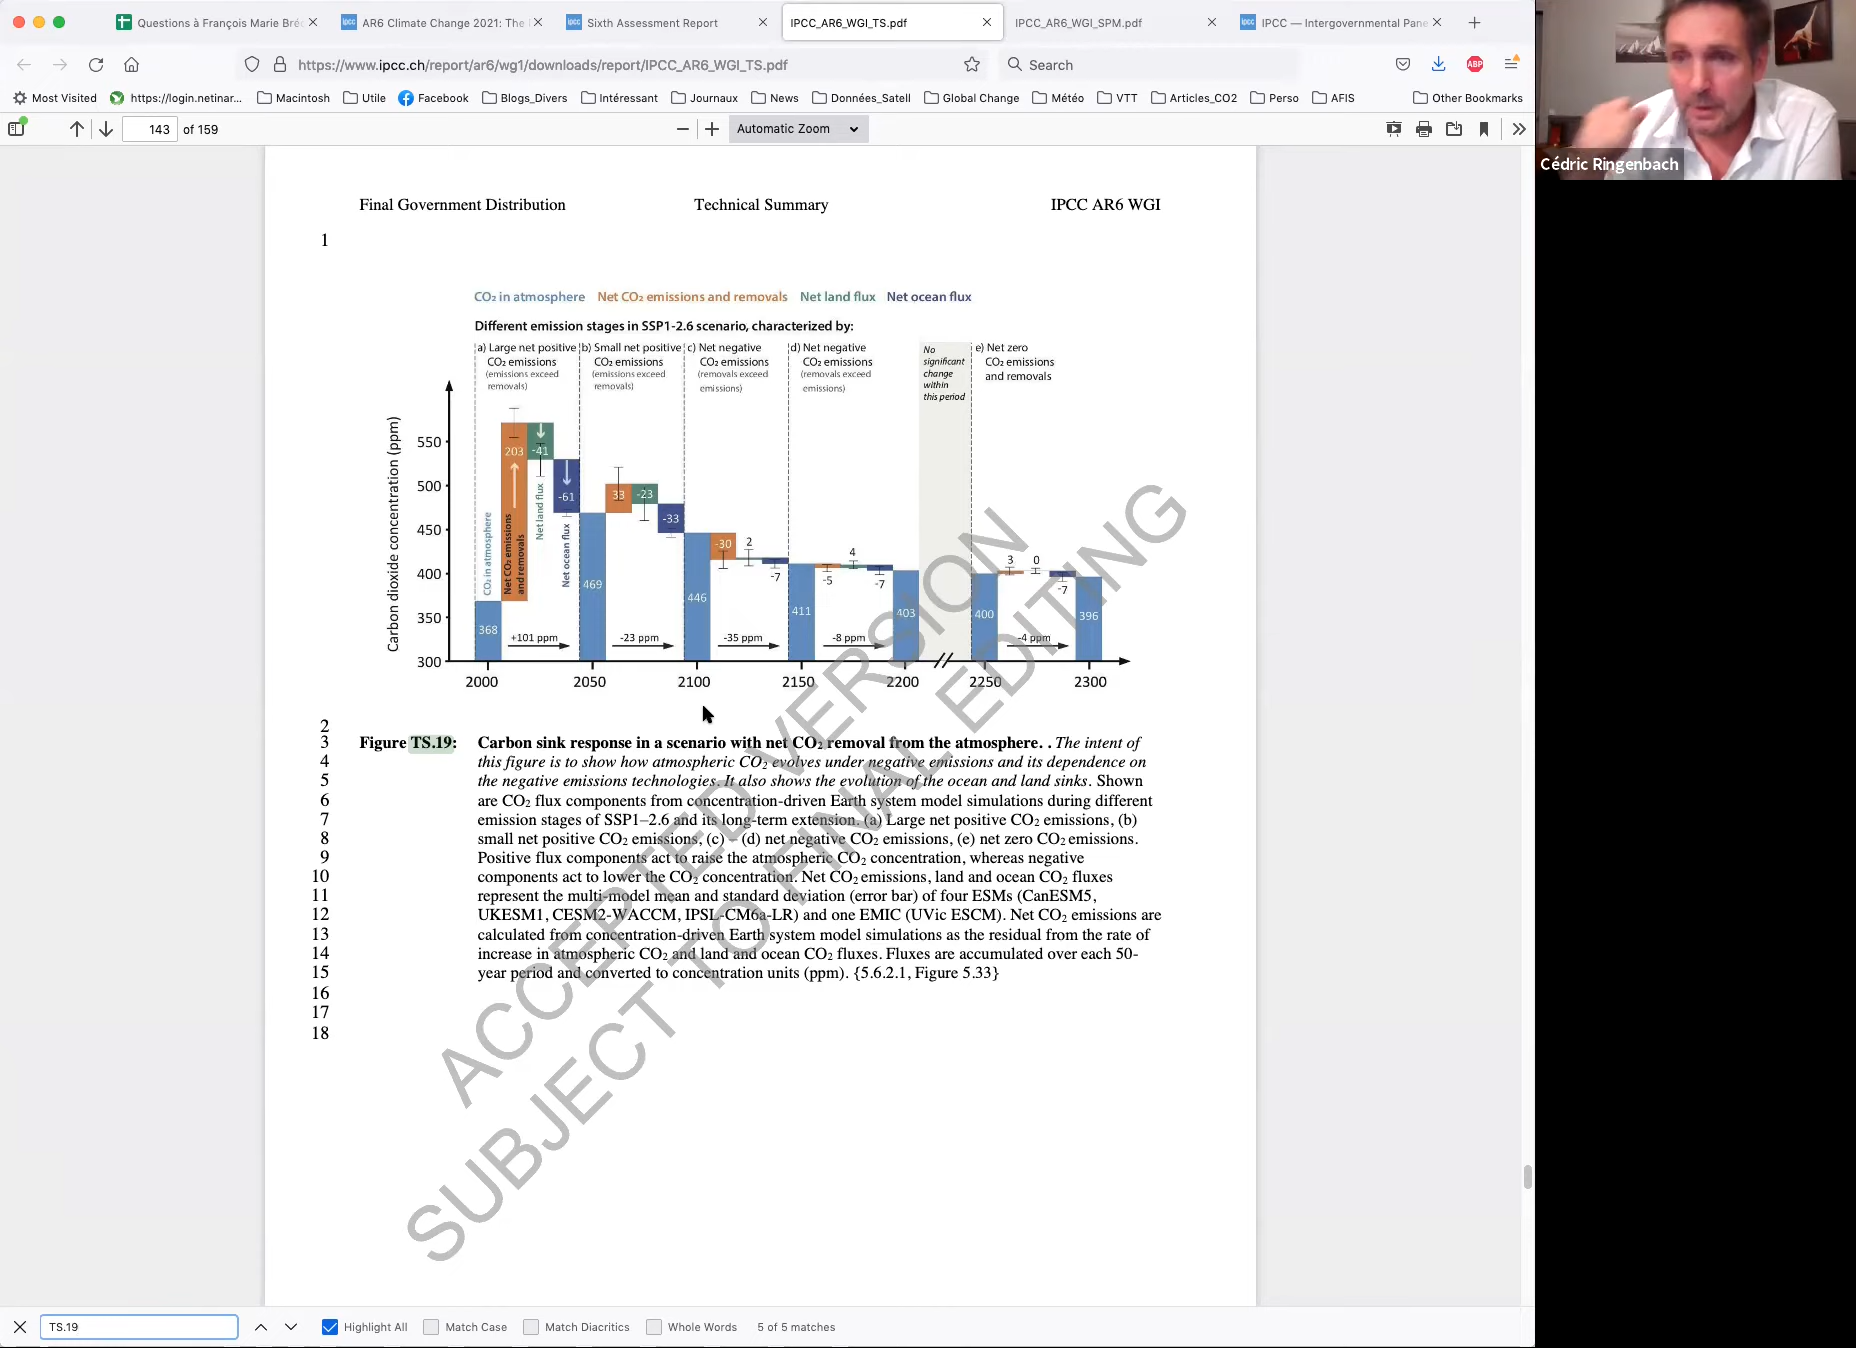 Questions à François Marie Bréc
AR6 Climate Change 2021: The
Sixth Assessment Report
IPCC_AR6_WGI_TS.pdf
IPCC_AR6_WGI_SPM.pdf
IPCC — Intergovernmental Pane
https://www.ipcc.ch/report/ar6/wg1/downloads/report/IPCC_AR6_WGI_TS.pdf
Search
ABP
Most Visited
https://login.netinar...
Macintosh
Utile
Facebook
Blogs_Divers
Intéressant
Journaux
News
Données_Satell
Global Change
Météo
VTT
Articles_CO2
Perso
AFIS
Other Bookmarks
143 of 159
Automatic Zoom
Cédric Ringenbach
Final Government Distribution Technical Summary IPCC AR6 WGI
1
CO₂ in atmosphere Net CO₂ emissions and removals Net land flux Net ocean flux
Different emission stages in SSP1-2.6 scenario, characterized by:
a) Large net positive
CO₂ emissions
(emissions exceed
removals)
b) Small net positive
CO₂ emissions
(emissions exceed
removals)
c) Net negative
CO₂ emissions
(removals exceed
emissions)
d) Net negative
CO₂ emissions
(removals exceed
emissions)
No
significant
change
within
this period
e) Net zero
CO₂ emissions
and removals
Carbon dioxide concentration (ppm)
550
500
450
400
350
300
CO₂ in atmosphere
Net CO₂ emissions
and removals
Net land flux
Net ocean flux
368
203
-41
-61
+101 ppm
469
33
-23
-33
-23 ppm
446
-30
2
-7
-35 ppm
411
-5
4
-7
-8 ppm
403
400
3
0
-7
-4 ppm
396
2000 2050 2100 2150 2200 2250 2300
2
3 Figure TS.19: Carbon sink response in a scenario with net CO₂ removal from the atmosphere. . The intent of
4 this figure is to show how atmospheric CO₂ evolves under negative emissions and its dependence on
5 the negative emissions technologies. It also shows the evolution of the ocean and land sinks. Shown
6 are CO₂ flux components from concentration-driven Earth system model simulations during different
7 emission stages of SSP1–2.6 and its long-term extension. (a) Large net positive CO₂ emissions, (b)
8 small net positive CO₂ emissions, (c) – (d) net negative CO₂ emissions, (e) net zero CO₂ emissions.
9 Positive flux components act to raise the atmospheric CO₂ concentration, whereas negative
10 components act to lower the CO₂ concentration. Net CO₂ emissions, land and ocean CO₂ fluxes
11 represent the multi-model mean and standard deviation (error bar) of four ESMs (CanESM5,
12 UKESM1, CESM2-WACCM, IPSL-CM6a-LR) and one EMIC (UVic ESCM). Net CO₂ emissions are
13 calculated from concentration-driven Earth system model simulations as the residual from the rate of
14 increase in atmospheric CO₂ and land and ocean CO₂ fluxes. Fluxes are accumulated over each 50-
15 year period and converted to concentration units (ppm). {5.6.2.1, Figure 5.33}
16
17
18
ACCEPTED VERSION
SUBJECT TO FINAL EDITING
TS.19
Highlight All
Match Case
Match Diacritics
Whole Words
5 of 5 matches